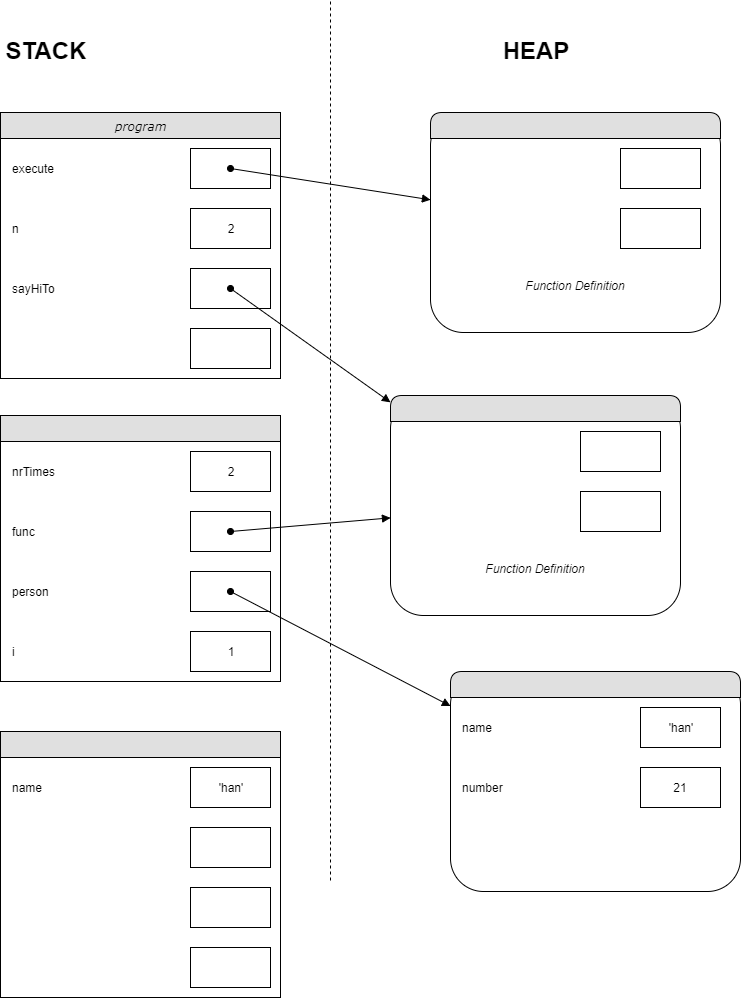 STACK
HEAP
program
execute
n
2
sayHiTo
Function Definition
nrTimes
2
func
person
i
1
Function Definition
name
'han'
number
21
name
'han'